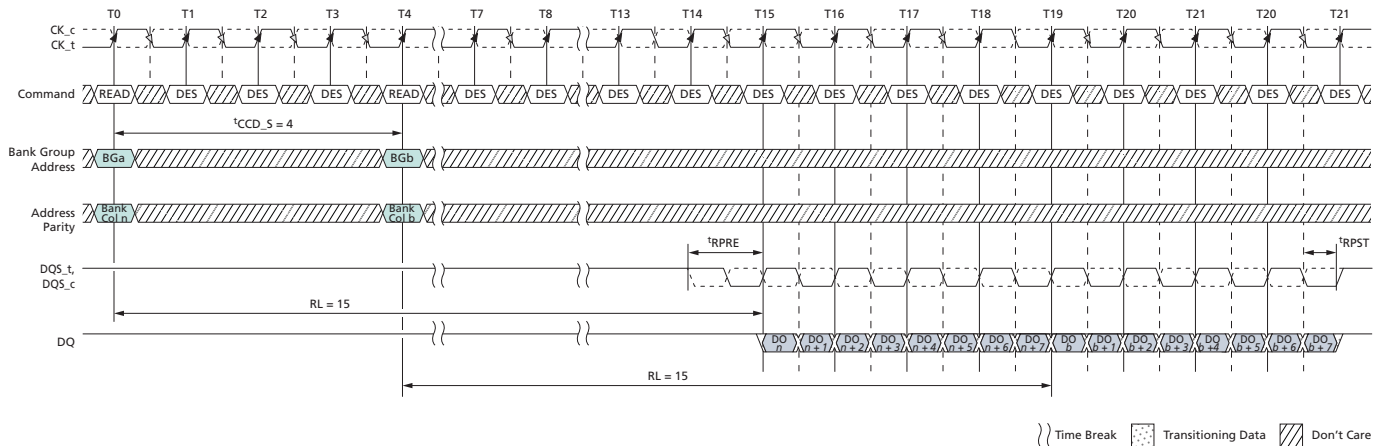 T0 T1 T2 T3 T4 T7 T8 T13 T14 T15 T16 T17 T18 T19 T20 T21 T20 T21
CK_c
CK_t
Command READ DES DES DES READ DES DES DES DES DES DES DES DES DES DES DES DES DES
tCCD_S = 4
Bank Group
Address
BGa BGb
Address
Parity
Bank
Col n
Bank
Col b
tRPRE tRPST
DQS_t,
DQS_c
RL = 15
DQ
DO
n
DO
n + 1
DO
n + 2
DO
n + 3
DO
n + 4
DO
n + 5
DO
n + 6
DO
n + 7
DO
b
DO
b + 1
DO
b + 2
DO
b + 3
DO
b + 4
DO
b + 5
DO
b + 6
DO
b + 7
RL = 15
Time Break Transitioning Data Don't Care